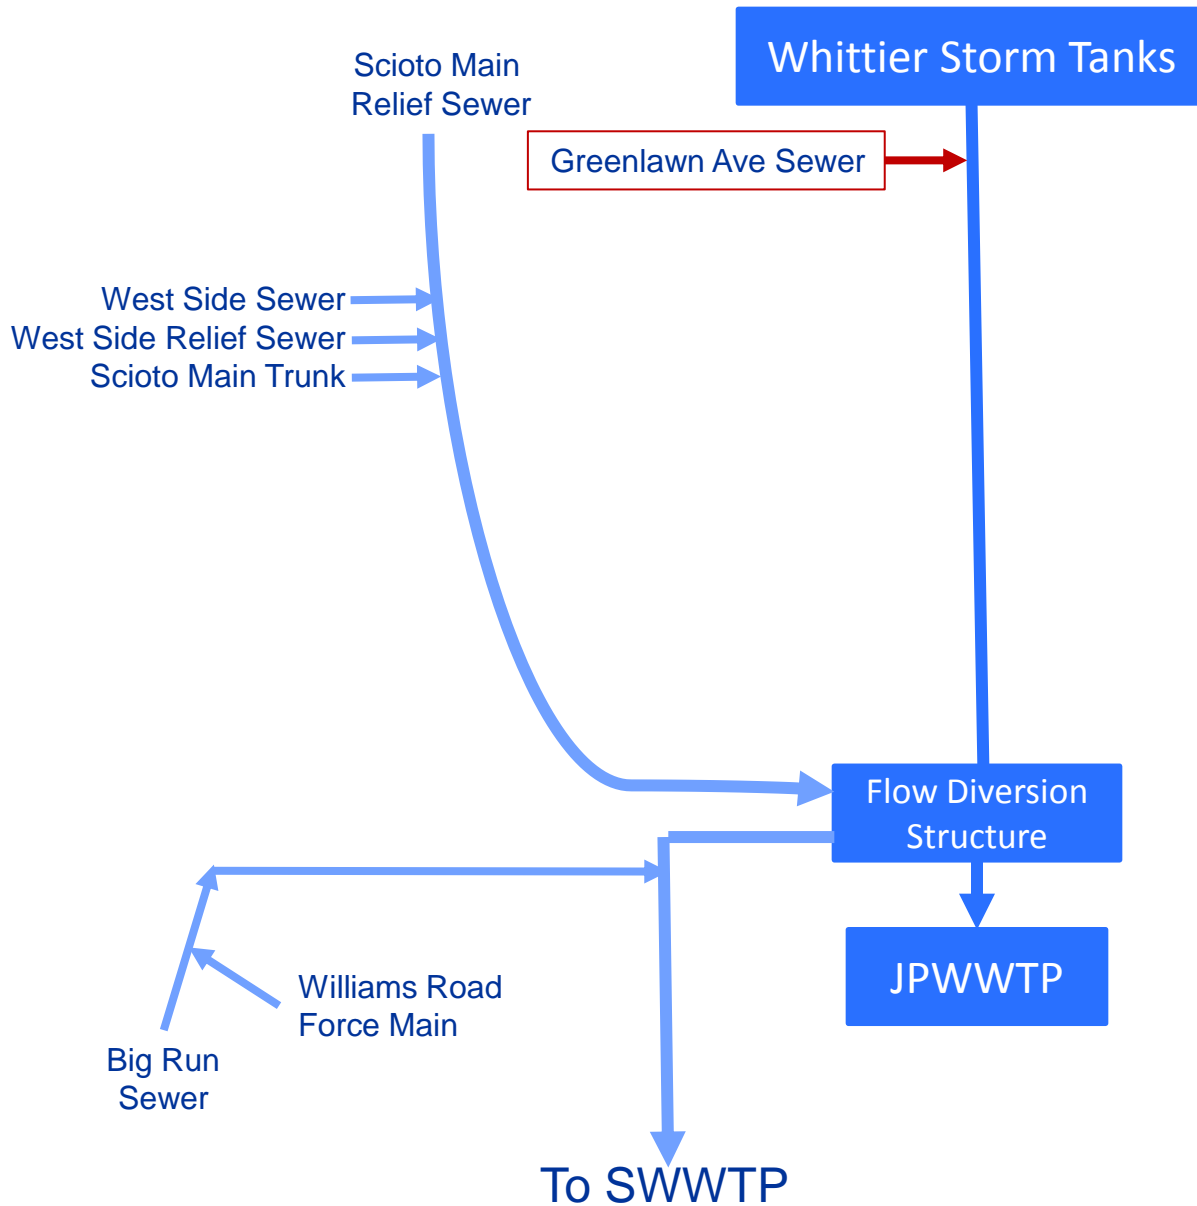 Whittier Storm Tanks
Scioto Main
Relief Sewer
Greenlawn Ave Sewer
West Side Sewer
West Side Relief Sewer
Scioto Main Trunk
Flow Diversion
Structure
JPWWTP
Williams Road
Force Main
Big Run
Sewer
To SWWTP